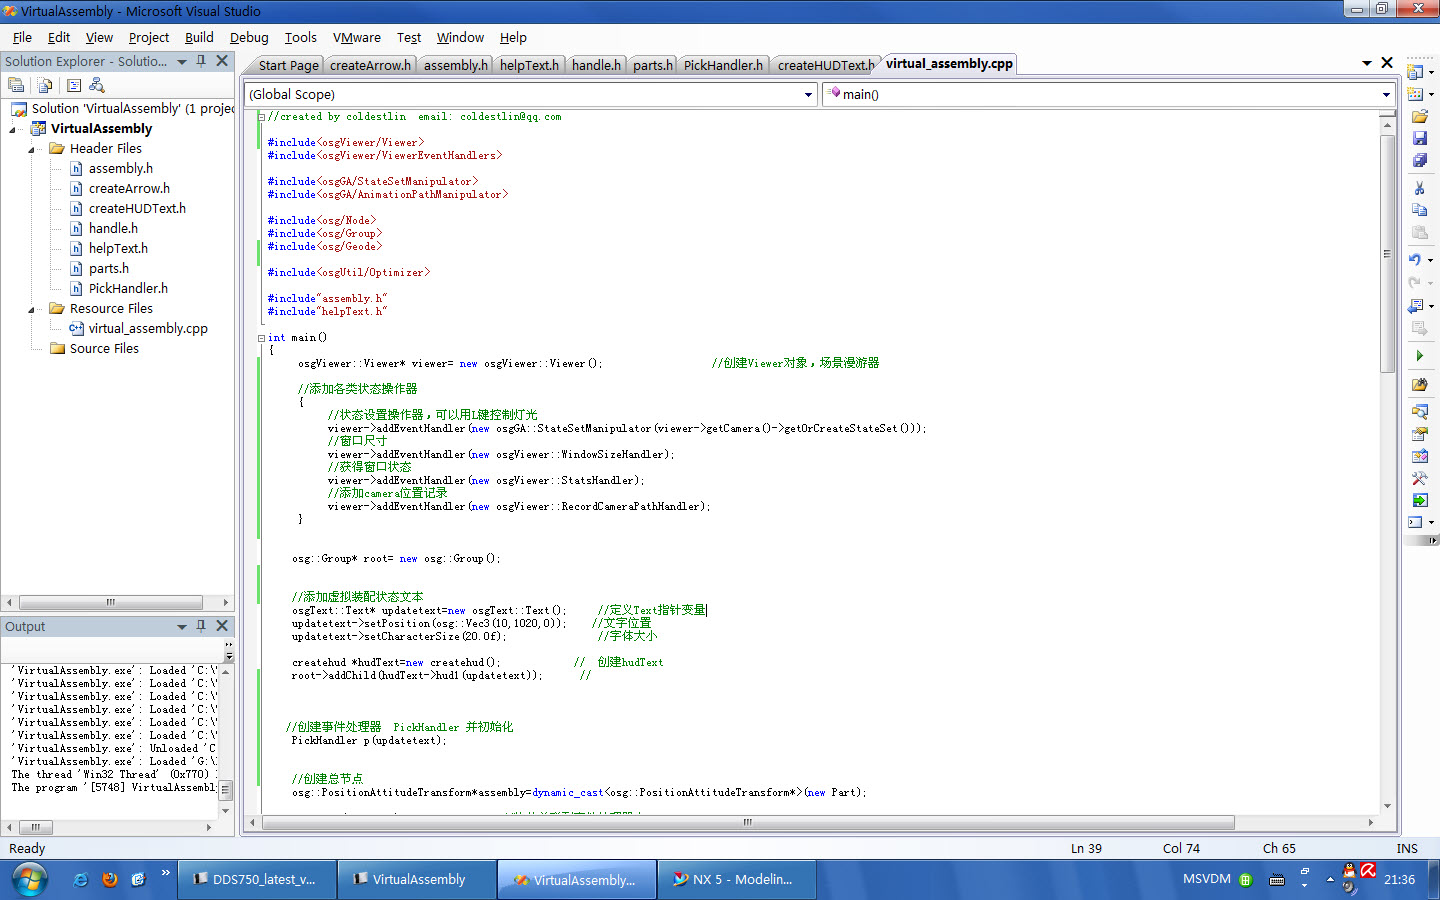 VirtualAssembly - Microsoft Visual Studio
File Edit View Project Build Debug Tools VMware Test Window Help
Solution Explorer - Solutio...
Start Page createArrow.h assembly.h helpText.h handle.h parts.h PickHandler.h createHUDText.h virtual_assembly.cpp
(Global Scope) main()
Solution 'VirtualAssembly' (1 projec
VirtualAssembly
Header Files
assembly.h
createArrow.h
createHUDText.h
handle.h
helpText.h
parts.h
PickHandler.h
Resource Files
virtual_assembly.cpp
Source Files
//created by coldestlin  email: coldestlin@qq.com
#include<osgViewer/Viewer>
#include<osgViewer/ViewerEventHandlers>
#include<osgGA/StateSetManipulator>
#include<osgGA/AnimationPathManipulator>
#include<osg/Node>
#include<osg/Group>
#include<osg/Geode>
#include<osgUtil/Optimizer>
#include"assembly.h"
#include"helpText.h"
int main()
{
osgViewer::Viewer* viewer= new osgViewer::Viewer(); //创建Viewer对象，场景漫游器
//添加各类状态操作器
{
//状态设置操作器，可以用L键控制灯光
viewer->addEventHandler(new osgGA::StateSetManipulator(viewer->getCamera()->getOrCreateStateSet()));
//窗口尺寸
viewer->addEventHandler(new osgViewer::WindowSizeHandler);
//获得窗口状态
viewer->addEventHandler(new osgViewer::StatsHandler);
//添加camera位置记录
viewer->addEventHandler(new osgViewer::RecordCameraPathHandler);
}
osg::Group* root= new osg::Group();
//添加虚拟装配状态文本
osgText::Text* updatetext=new osgText::Text(); //定义Text指针变量
updatetext->setPosition(osg::Vec3(10,1020,0)); //文字位置
updatetext->setCharacterSize(20.0f); //字体大小
createhud *hudText=new createhud(); // 创建hudText
root->addChild(hudText->hud1(updatetext)); //
//创建事件处理器  PickHandler 并初始化
PickHandler p(updatetext);
//创建总节点
osg::PositionAttitudeTransform*assembly=dynamic_cast<osg::PositionAttitudeTransform*>(new Part);
Output
'VirtualAssembly.exe': Loaded 'C:\
'VirtualAssembly.exe': Loaded 'C:\
'VirtualAssembly.exe': Loaded 'C:\
'VirtualAssembly.exe': Loaded 'C:\
'VirtualAssembly.exe': Loaded 'C:\
'VirtualAssembly.exe': Loaded 'C:\
'VirtualAssembly.exe': Unloaded 'C
'VirtualAssembly.exe': Loaded 'G:\
The thread 'Win32 Thread' (0x770)
The program '[5748] VirtualAssembl
Ready Ln 39 Col 74 Ch 65 INS
DDS750_latest_v... VirtualAssembly VirtualAssembly... NX 5 - Modelin... MSVDM 21:36